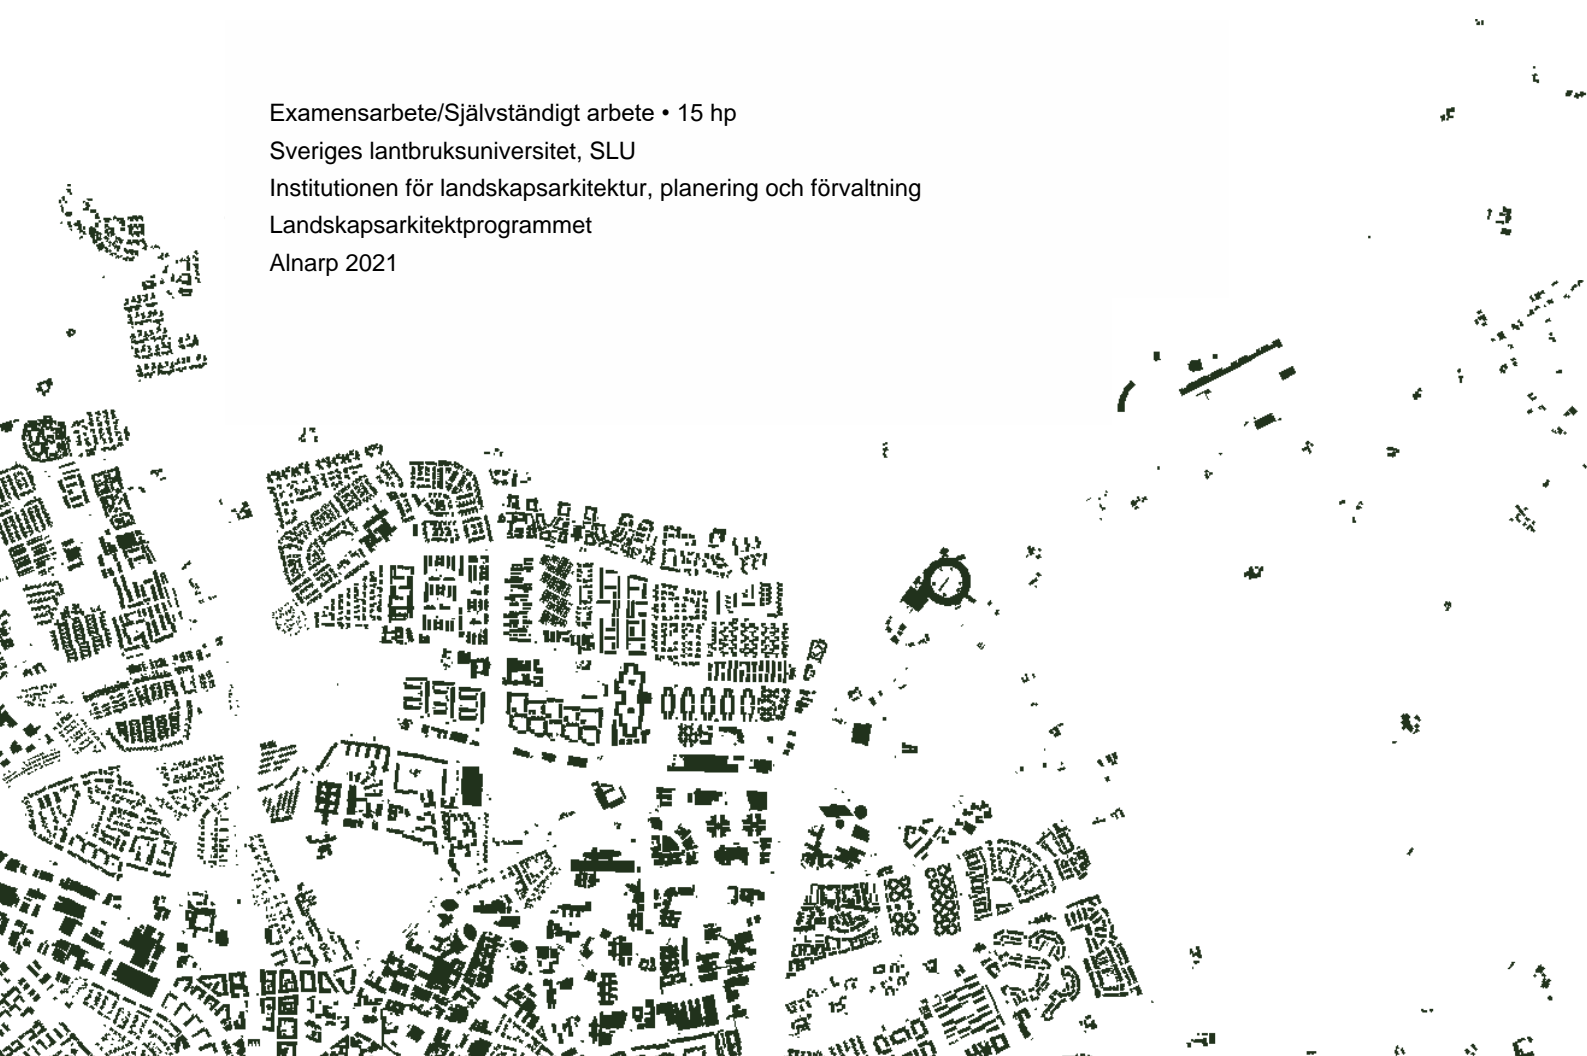 Examensarbete/Självständigt arbete • 15 hp
Sveriges lantbruksuniversitet, SLU
Institutionen för landskapsarkitektur, planering och förvaltning
Landskapsarkitektprogrammet
Alnarp 2021